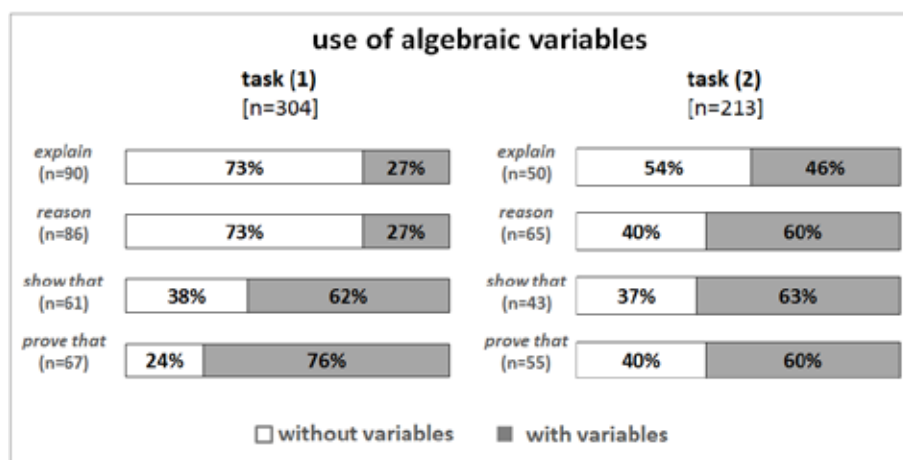 use of algebraic variables
task (1)
[n=304]
explain
(n=90)
73% 27%
reason
(n=86)
73% 27%
show that
(n=61)
38% 62%
prove that
(n=67)
24% 76%
task (2)
[n=213]
explain
(n=50)
54% 46%
reason
(n=65)
40% 60%
show that
(n=43)
37% 63%
prove that
(n=55)
40% 60%
without variables with variables